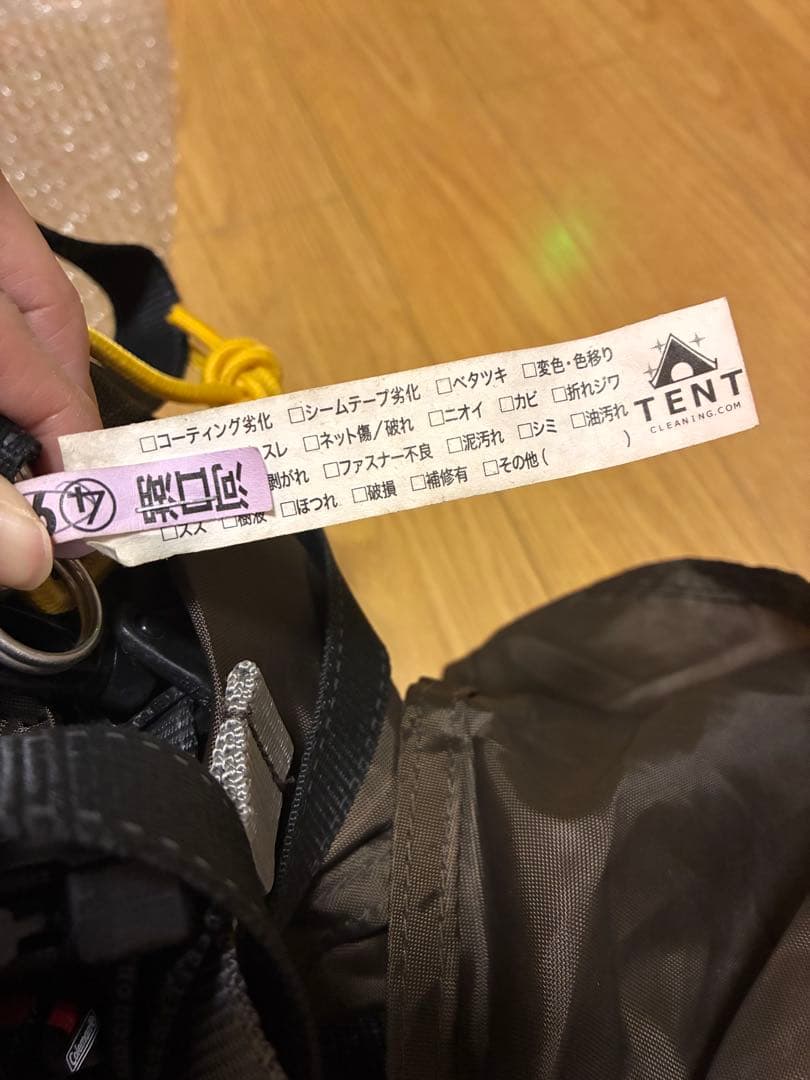 □コーティング劣化 □シームテープ劣化 □ベタツキ □変色・色移り
スレ □ネット傷/破れ □ニオイ □カビ □折れジワ
剥がれ □ファスナー不良 □泥汚れ □シミ □油汚れ
□スス □樹液 □ほつれ □破損 □補修有 □その他( )
TENT
CLEANING.COM
河口湖
④
Coleman